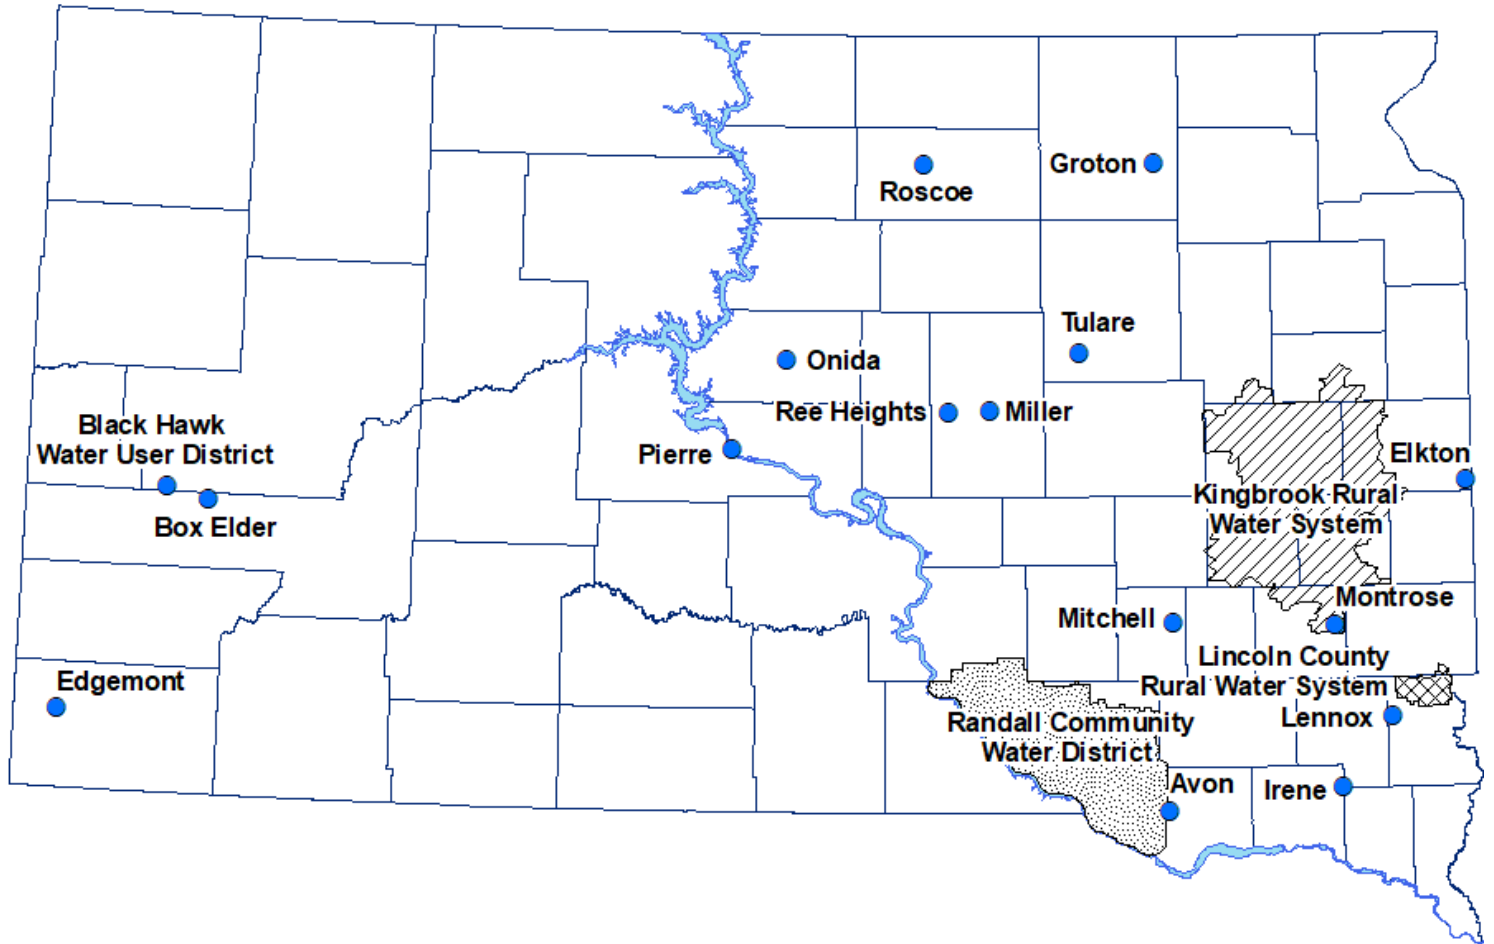 Groton
Roscoe
Tulare
Onida
Ree Heights
Miller
Black Hawk
Water User District
Pierre
Elkton
Kingbrook Rural
Water System
Box Elder
Montrose
Mitchell
Lincoln County
Rural Water System
Edgemont
Lennox
Randall Community
Water District
Avon
Irene